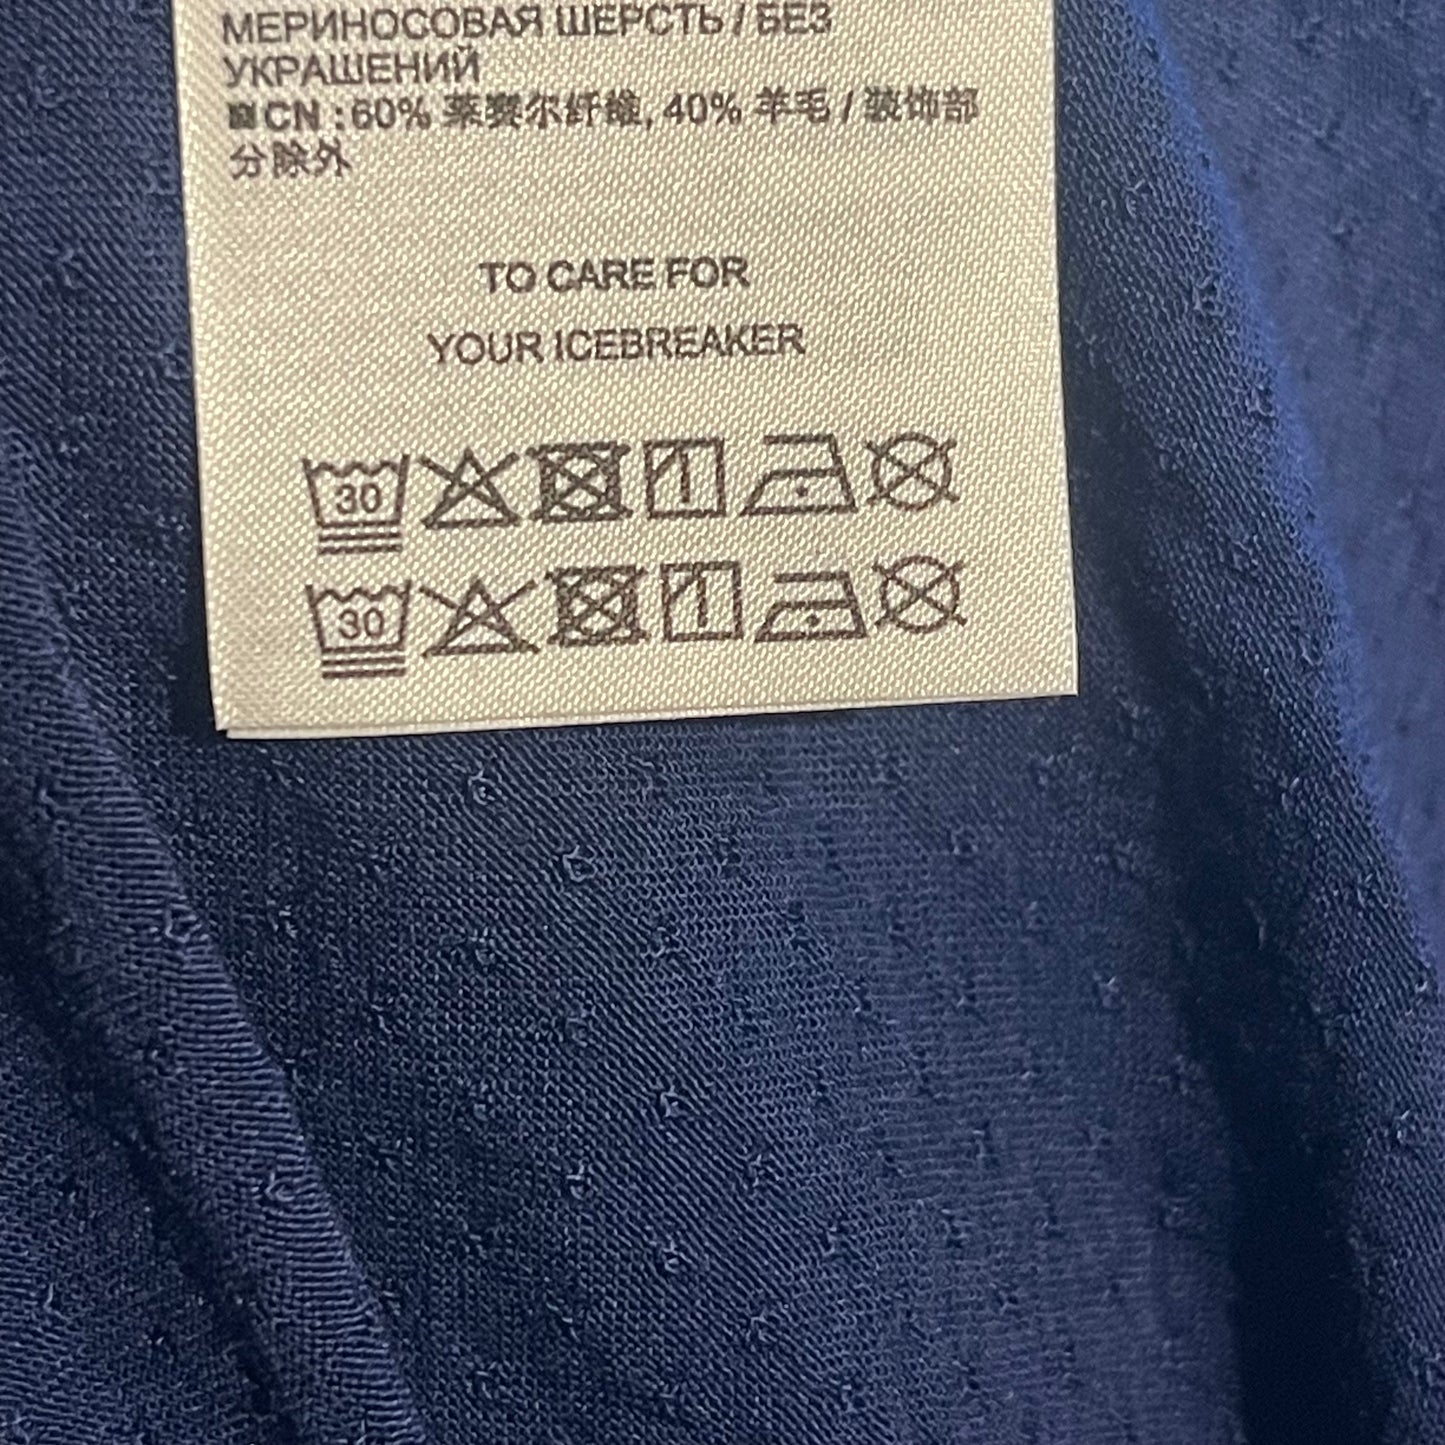 МЕРИНОСОВАЯ ШЕРСТЬ / БЕЗ
УКРАШЕНИЙ
■CN : 60% 莱赛尔纤维, 40% 羊毛 / 装饰部
分除外
TO CARE FOR
YOUR ICEBREAKER
30
30